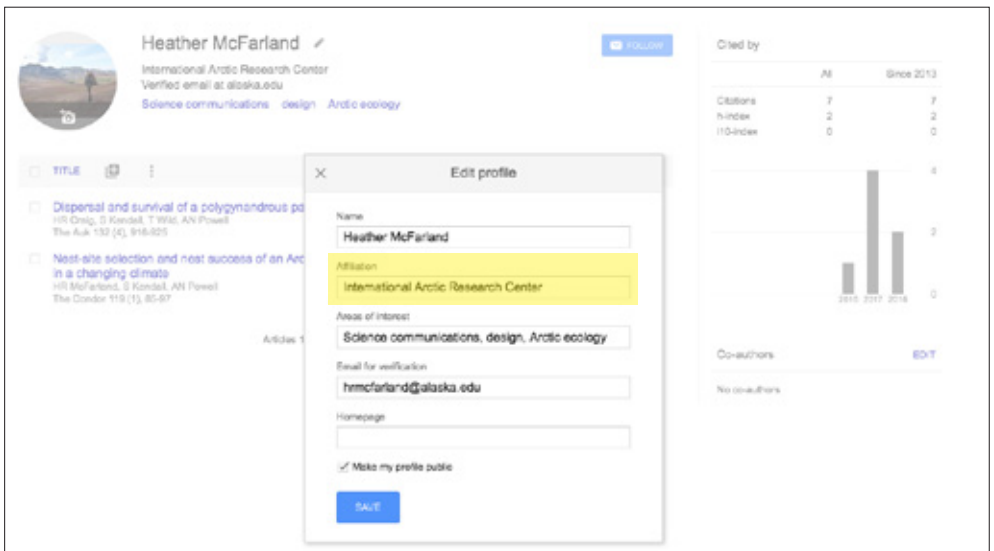 Heather McFarland
FOLLOW
International Arctic Research Center
Verified email at alaska.edu
Science communications design Arctic ecology
Cited by
All Since 2013
Citations 7 7
h-index 2 2
i10-index 0 0
TITLE
Dispersal and survival of a polygynandrous pa
HR Craig, S Kendall, T Wild, AN Powell
The Auk 132 (4), 916-925
Nest-site selection and nest success of an Arc
in a changing climate
HR McFarland, S Kendall, AN Powell
The Condor 119 (1), 85-97
Articles 1
Edit profile
Name
Heather McFarland
Affiliation
International Arctic Research Center
Areas of interest
Science communications, design, Arctic ecology
Email for verification
hrmcfarland@alaska.edu
Homepage
Make my profile public
SAVE
4
2
0
2017 2018
Co-authors EDIT
No co-authors